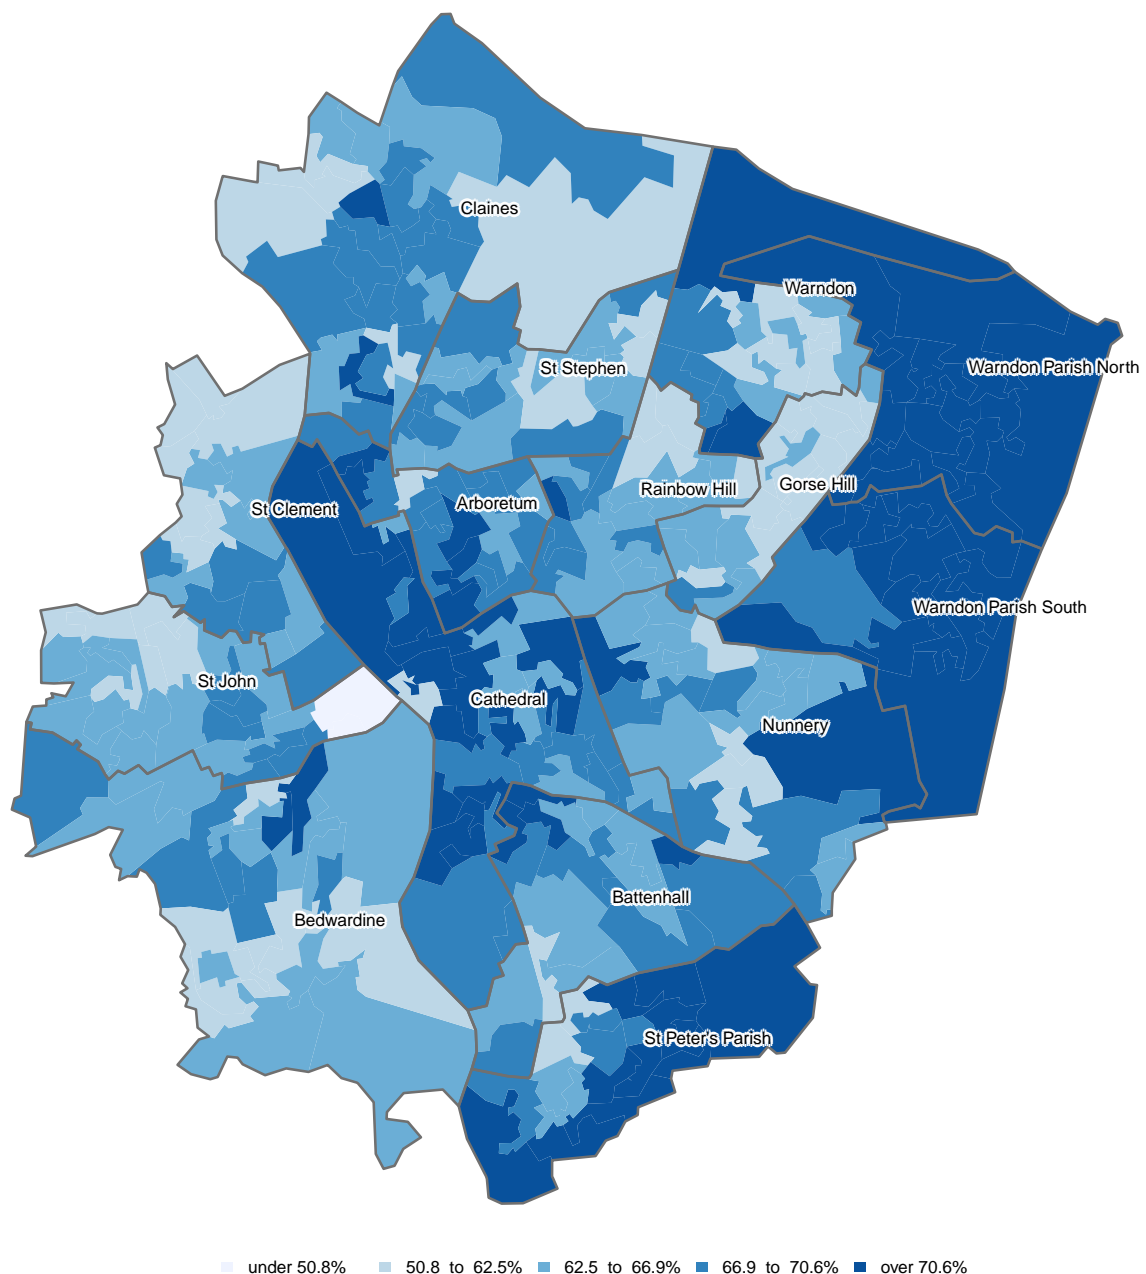 Claines
Warndon
Warndon Parish North
St Stephen
Rainbow Hill
Gorse Hill
Arboretum
St Clement
Warndon Parish South
St John
Cathedral
Nunnery
Battenhall
Bedwardine
St Peter's Parish
under 50.8% 50.8 to 62.5% 62.5 to 66.9% 66.9 to 70.6% over 70.6%